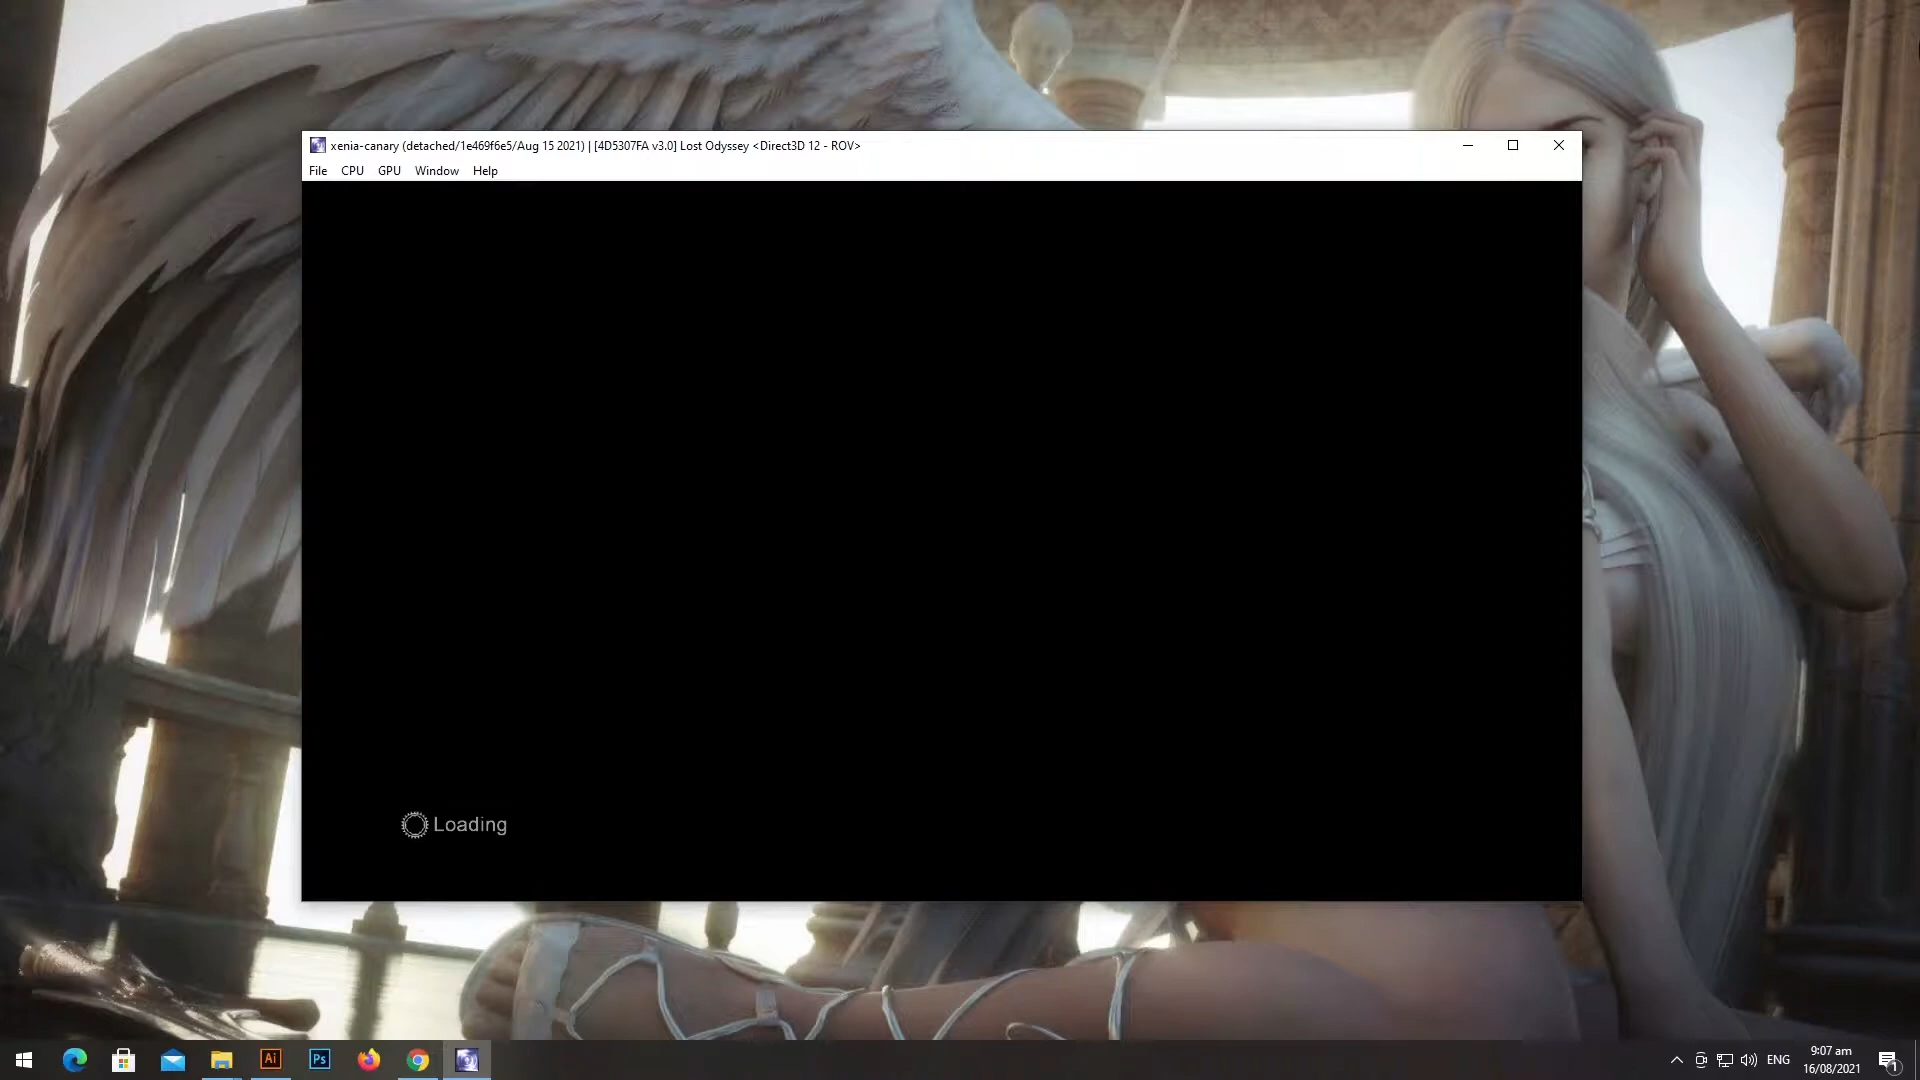 xenia-canary (detached/1e469f6e5/Aug 15 2021) | [4D5307FA v3.0] Lost Odyssey <Direct3D 12 - ROV>
File CPU GPU Window Help
Loading
Ai Ps ENG 9:07 am
16/08/2021 1